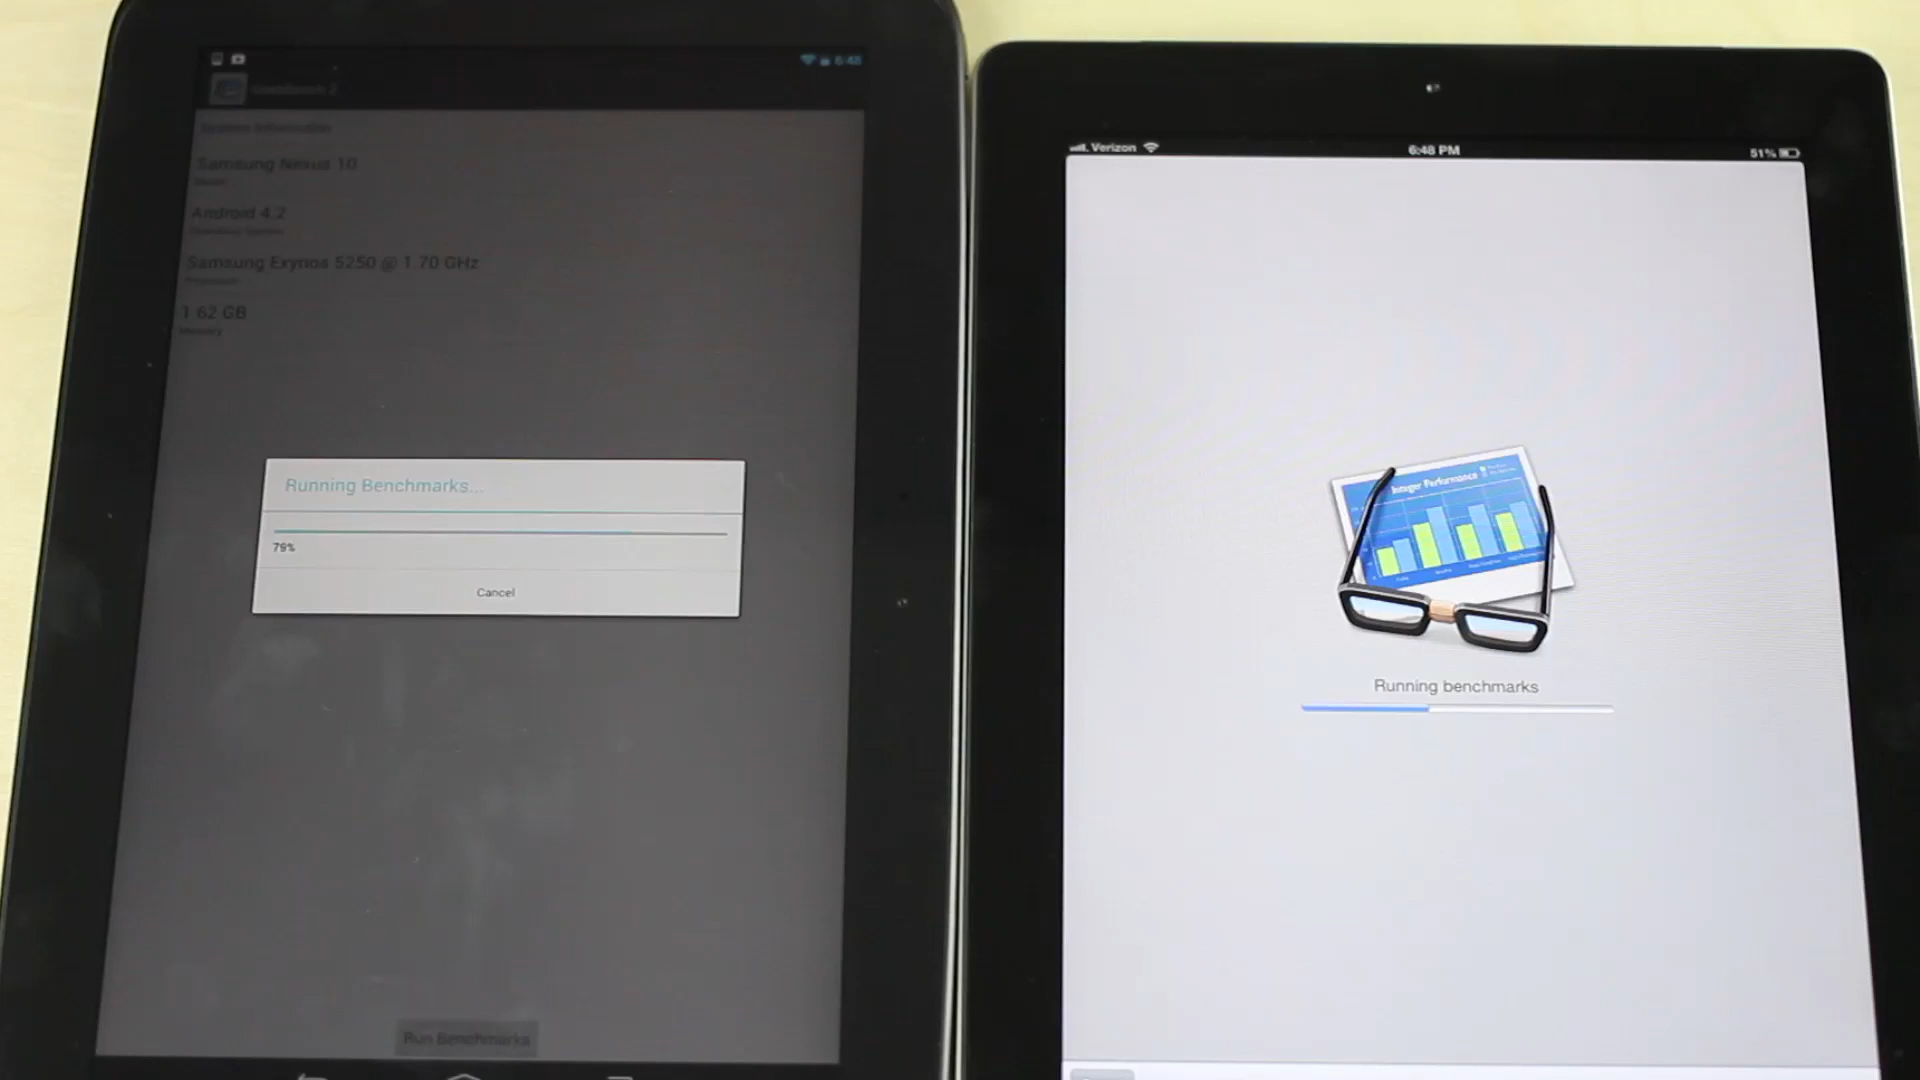 6:48
Geekbench 2
System Information
Samsung Nexus 10
Model
Android 4.2
Operating System
Samsung Exynos 5250 @ 1.70 GHz
Processor
1.62 GB
Memory
Running Benchmarks...
79%
Cancel
Run Benchmarks
Verizon
6:48 PM
51%
Integer Performance
Running benchmarks